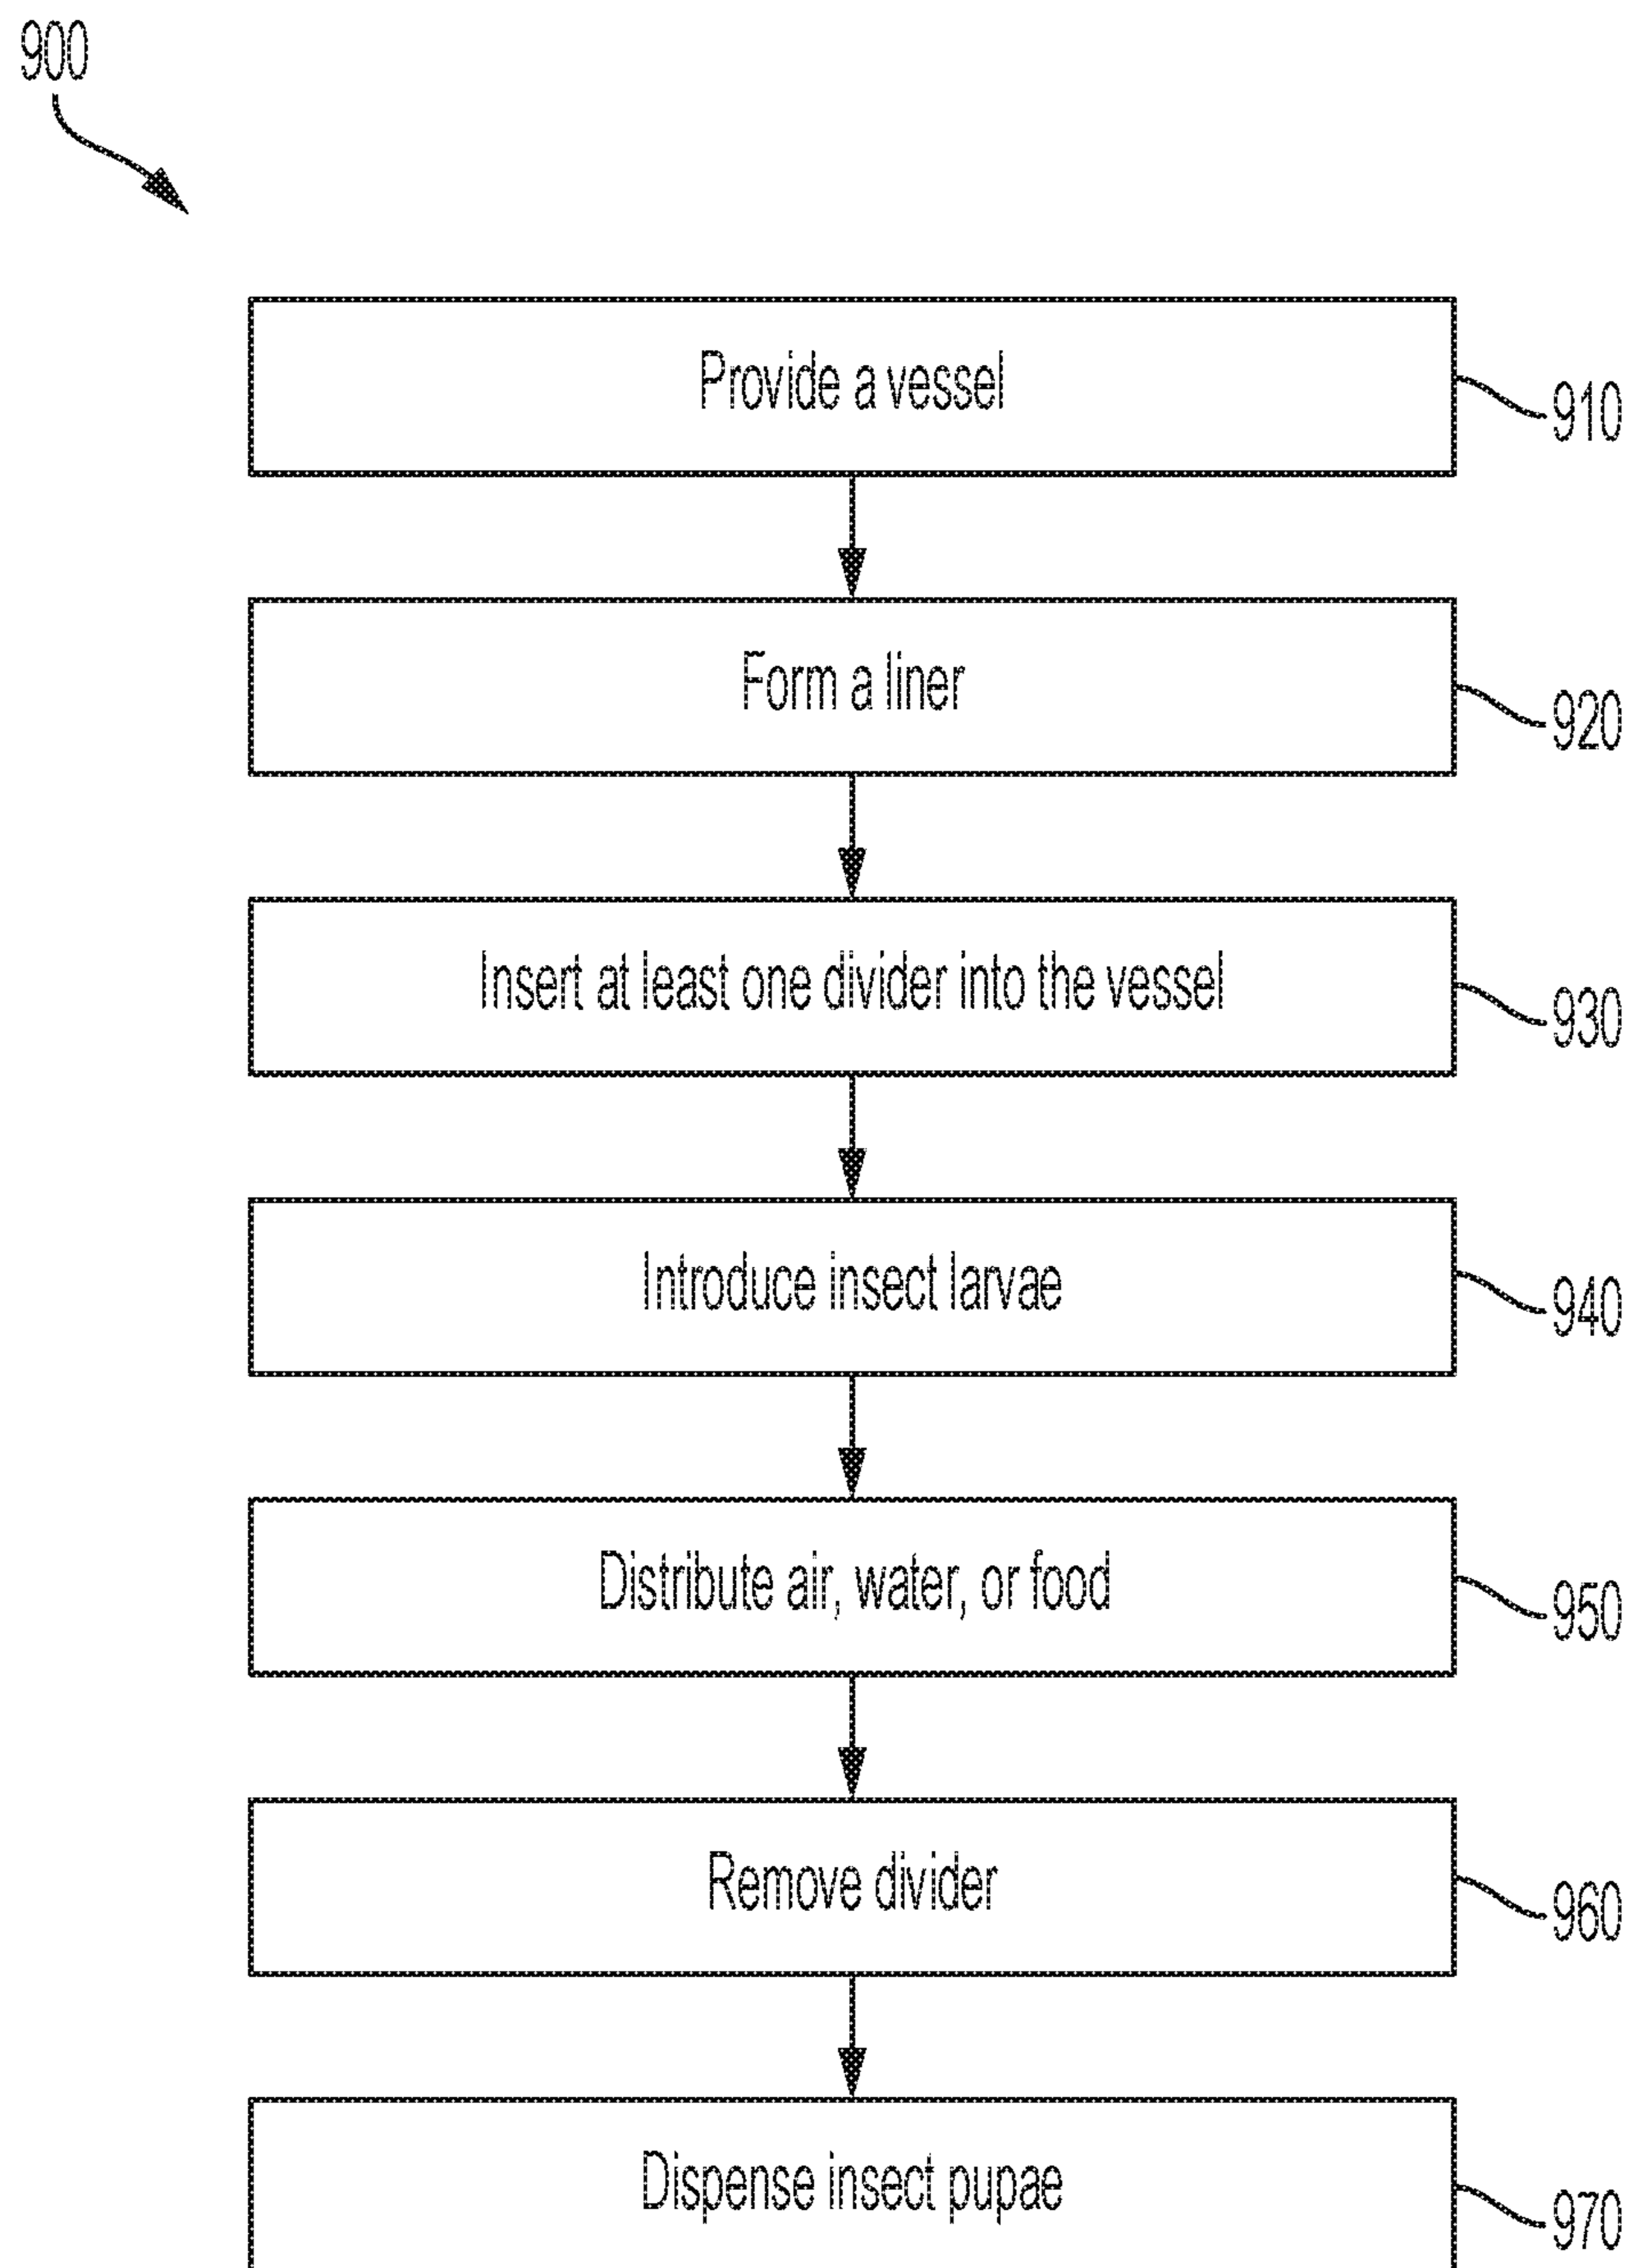 900
Provide a vessel
910
Form a liner
920
Insert at least one divider into the vessel
930
Introduce insect larvae
940
Distribute air, water, or food
950
Remove divider
960
Dispense insect pupae
970